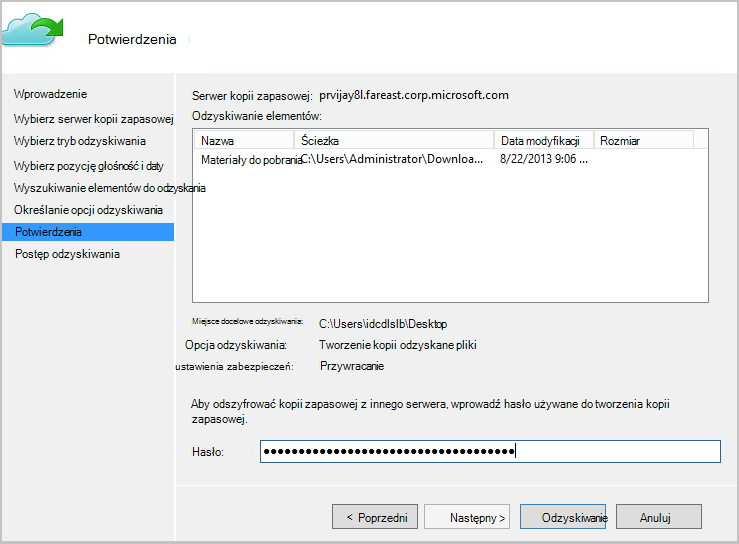 Potwierdzenia
Wprowadzenie
Wybierz serwer kopii zapasowej
Wybierz tryb odzyskiwania
Wybierz pozycję głośność i daty
Wyszukiwanie elementów do odzyskania
Określanie opcji odzyskiwania
Potwierdzenia
Postęp odzyskiwania
Serwer kopii zapasowej: prvijay8l.fareast.corp.microsoft.com
Odzyskiwanie elementów:
Nazwa Ścieżka Data modyfikacji Rozmiar
Materiały do pobrania C:\Users\Administrator\Downloa... 8/22/2013 9:06 ...
Miejsce docelowe odzyskiwania: C:\Users\idcdlslb\Desktop
Opcja odzyskiwania: Tworzenie kopii odzyskane pliki
ustawienia zabezpieczeń: Przywracanie
Aby odszyfrować kopii zapasowej z innego serwera, wprowadź hasło używane do tworzenia kopii
zapasowej.
Hasło:
< Poprzedni Następny > Odzyskiwanie Anuluj